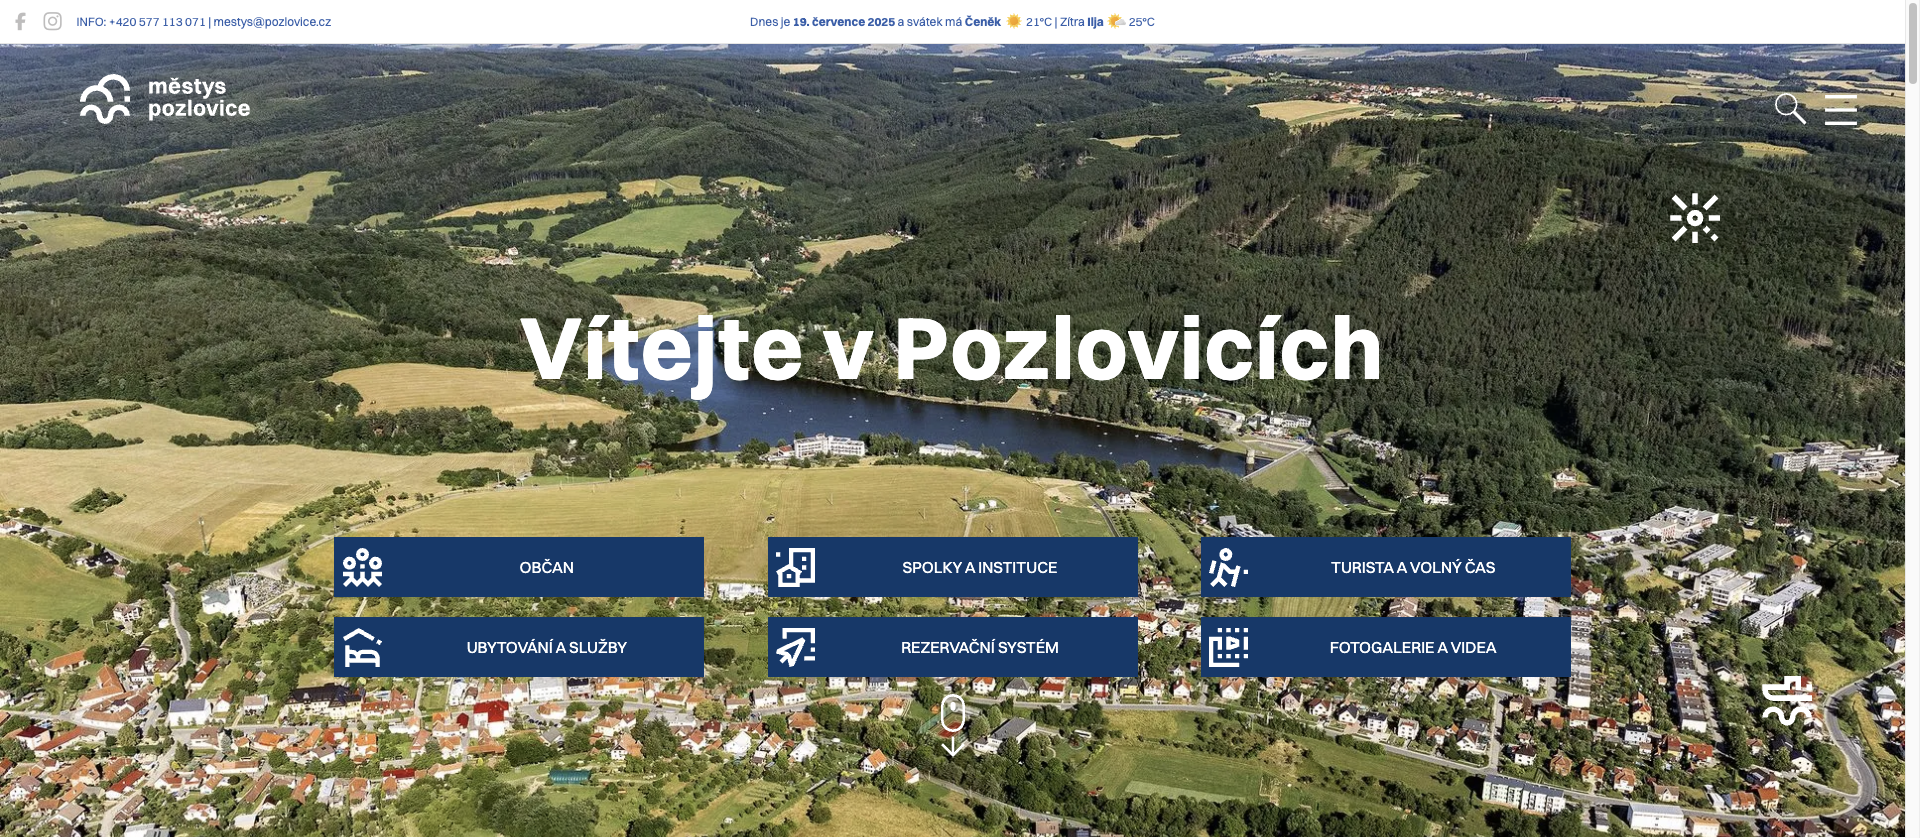 INFO: +420 577 113 071 | mestys@pozlovice.cz
Dnes je 19. července 2025 a svátek má Čeněk 21°C | Zítra Ilja 25°C
městys
pozlovice
Vítejte v Pozlovicích
OBČAN
SPOLKY A INSTITUCE
TURISTA A VOLNÝ ČAS
UBYTOVÁNÍ A SLUŽBY
REZERVAČNÍ SYSTÉM
FOTOGALERIE A VIDEA